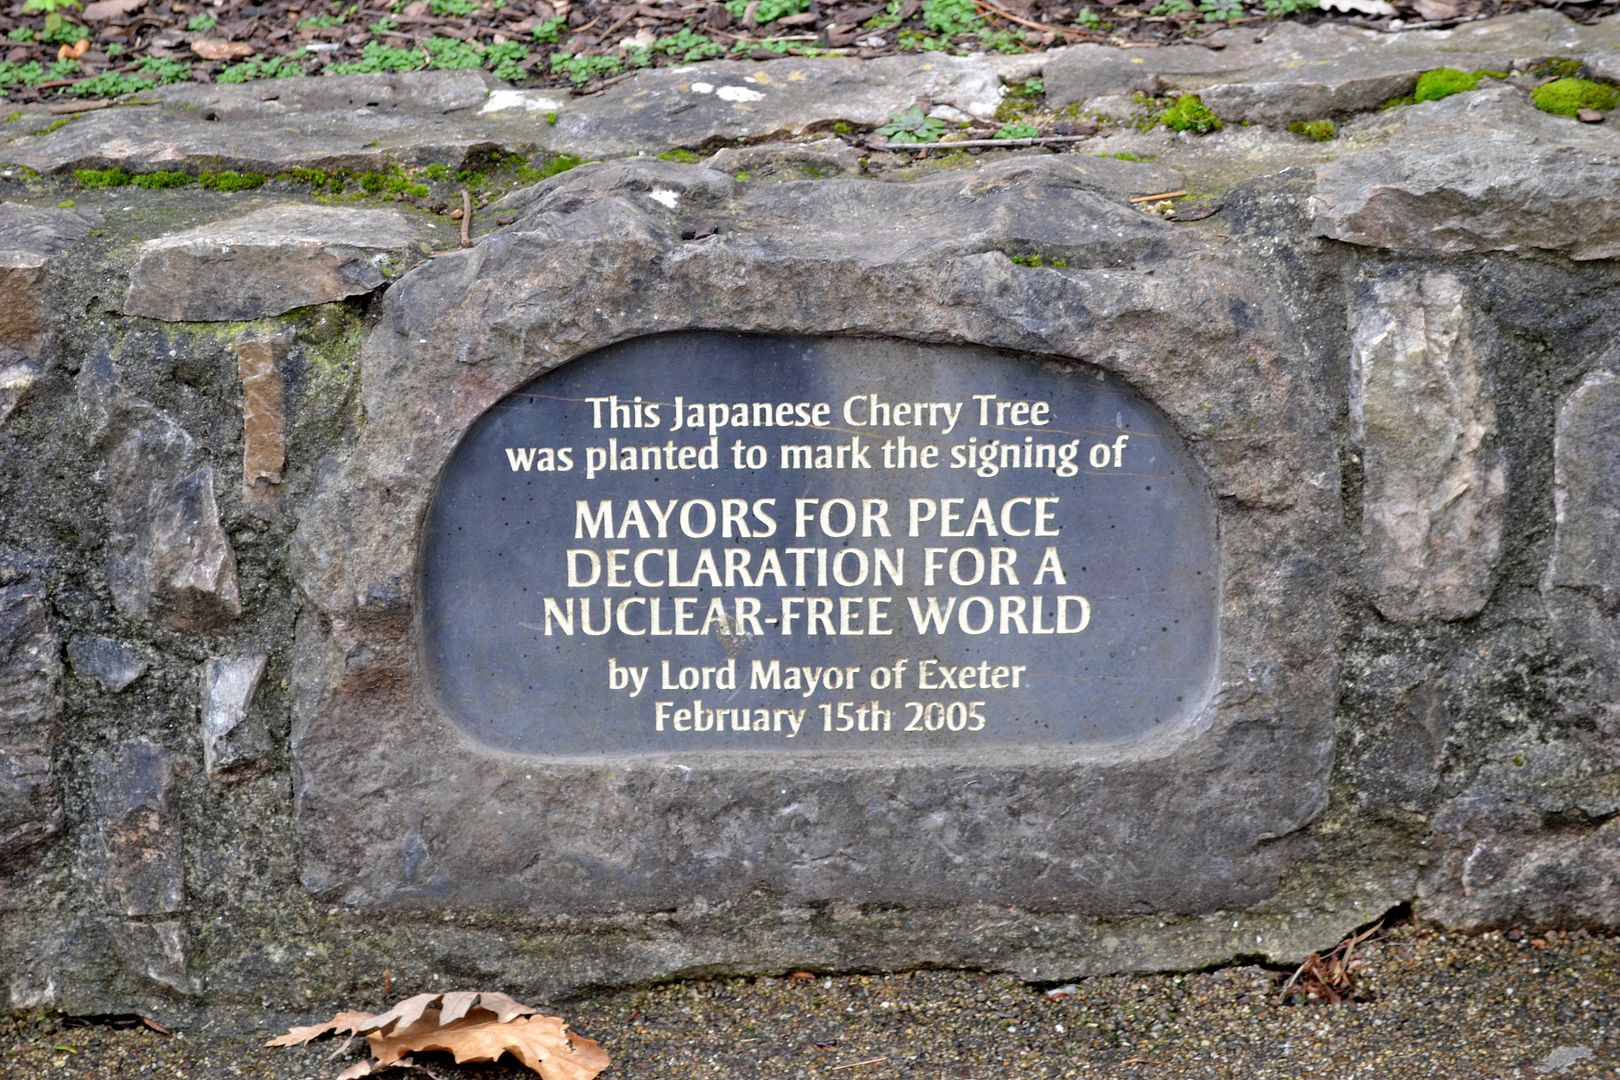 This Japanese Cherry Tree
was planted to mark the signing of
MAYORS FOR PEACE
DECLARATION FOR A
NUCLEAR-FREE WORLD
by Lord Mayor of Exeter
February 15th 2005